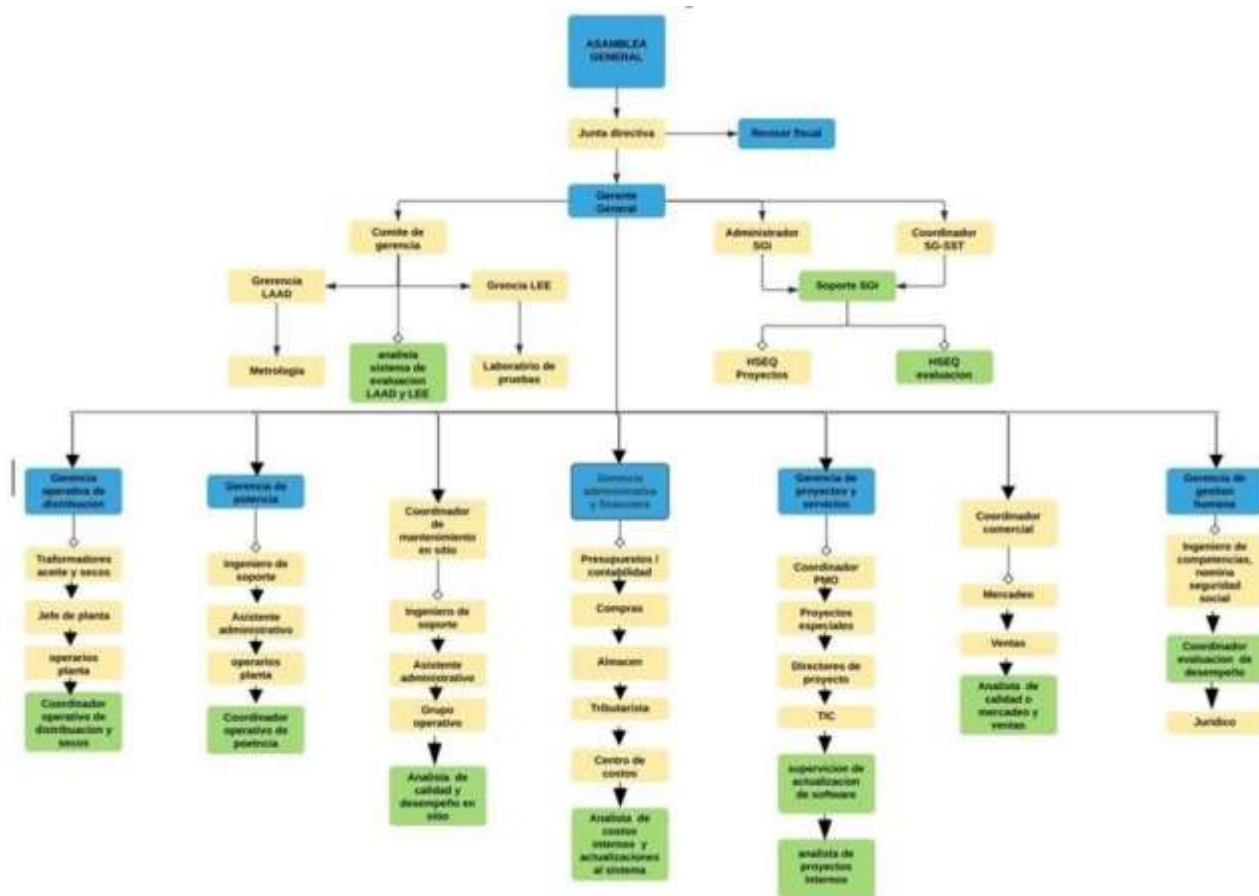 ASAMBLEA
GENERAL
Junta directiva
Revisor fiscal
Gerente
General
Comite de
gerencia
Administrador
SGI
Coordinador
SG-SST
Grerencia
LAAD
Grencia LEE
Soporte SGI
Metrologia
analista
sistema de
evaluacion
LAAD y LEE
Laboratrio de
pruebas
HSEQ
Proyectos
HSEQ
evaluacion
Gerencia
operativa de
distribucion
Traformadores
aceite y secos
Jefe de planta
operarios
planta
Coordinador
operativo de
distribuacion y
secos
Gerencia de
potencia
Ingeniero de
soporte
Asistente
administrativo
operarios
planta
Coordinador
operativo de
poetncia
Coordinador
de
mantenimiento
en sitio
Ingeniero de
soporte
Asistente
administrativo
Grupo
operativo
Analista de
calidad y
desempeño en
sitio
Gerencia
administrativa
y financiera
Presupuestos /
contabilidad
Compras
Almacen
Tributarista
Centro de
costos
Analista de
costos
internos y
actualizaciones
al sistema
Gerencia de
proyectos y
servicios
Coordinador
PMO
Proyectos
especiales
Directores de
proyecto
TIC
supervicion de
actualizacion
de software
analista de
proyectos
internos
Coordinador
comercial
Mercadeo
Ventas
Analista de
calidad o
mercadeo y
ventas
Gerencia de
gestion
humana
Ingeniero de
competencias,
nomina
seguridad
social
Coordinador
evaluacion de
desempeño
Juridico